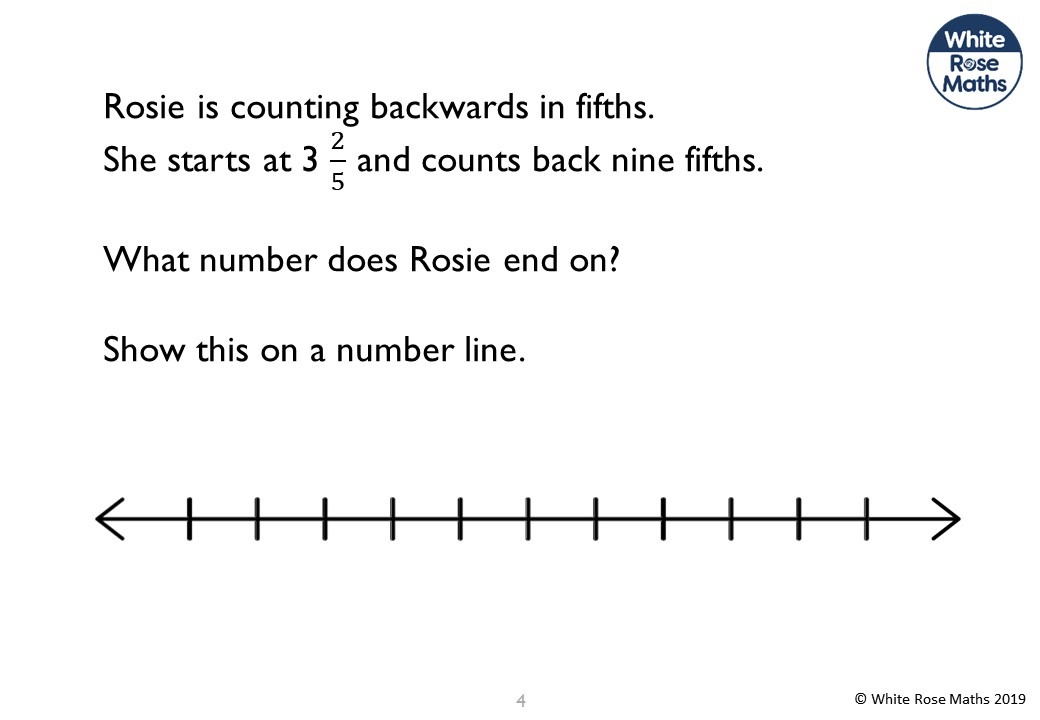 White
Rose
Maths
Rosie is counting backwards in fifths.
She starts at 3 2/5 and counts back nine fifths.
What number does Rosie end on?
Show this on a number line.
4
© White Rose Maths 2019